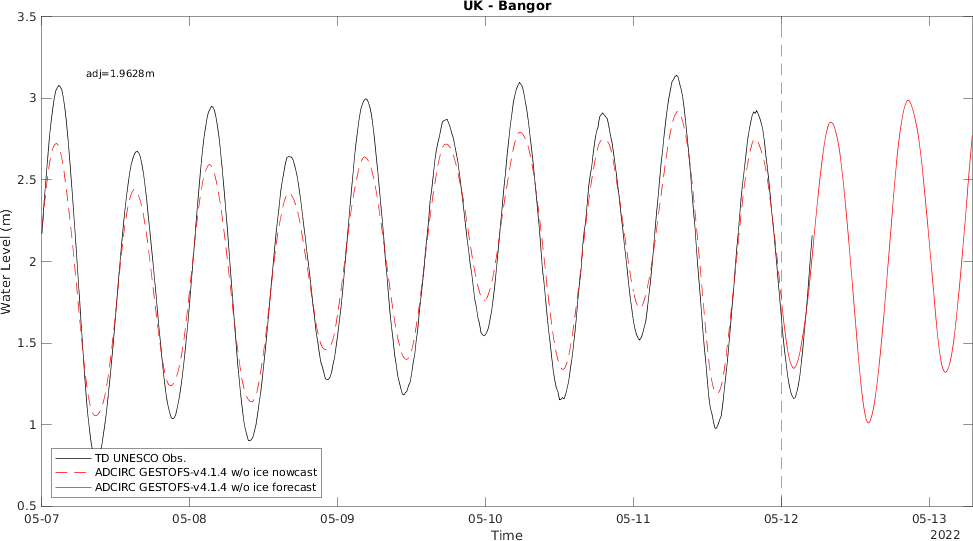 UK - Bangor
3.5
adj=1.9628m
3
2.5
2
1.5
1
0.5
Water Level (m)
TD UNESCO Obs.
ADCIRC GESTOFS-v4.1.4 w/o ice nowcast
ADCIRC GESTOFS-v4.1.4 w/o ice forecast
05-07 05-08 05-09 05-10 05-11 05-12 05-13
Time
2022